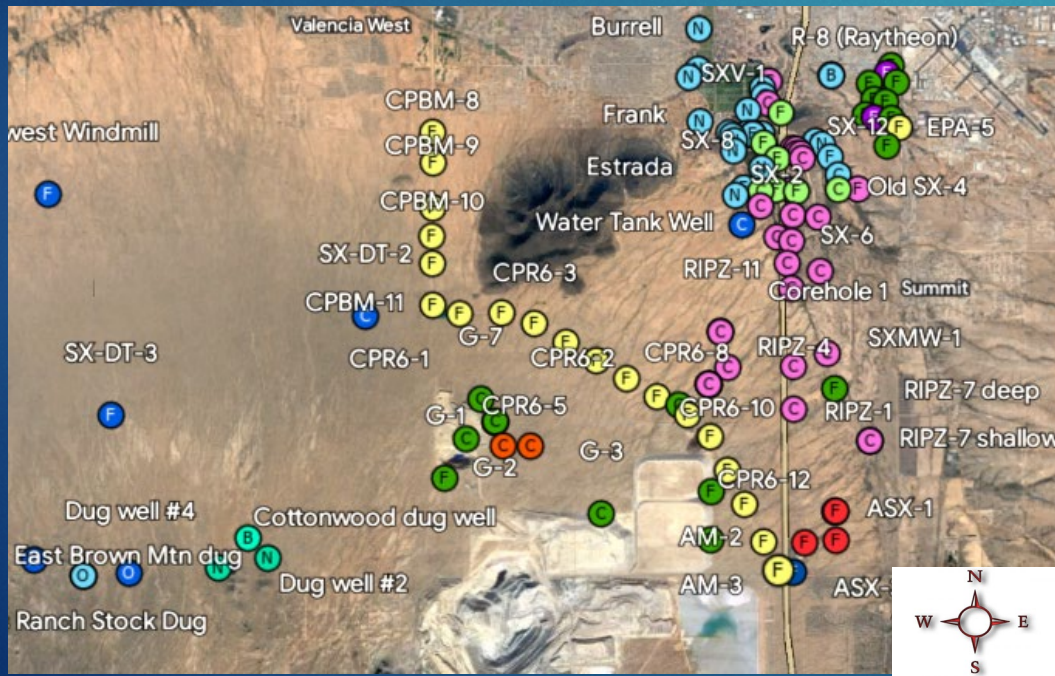 Valencia West
Burrell
R-8 (Raytheon)
SXV-1
CPBM-8
Frank
SX-12
EPA-5
west Windmill
CPBM-9
SX-8
Estrada
SX-2
Old SX-4
CPBM-10
Water Tank Well
SX-6
SX-DT-2
CPR6-3
RIPZ-11
Corehole 1
Summit
CPBM-11
G-7
SX-DT-3
CPR6-1
CPR6-2
CPR6-8
RIPZ-4
SXMW-1
RIPZ-7 deep
G-1
CPR6-5
CPR6-10
RIPZ-1
RIPZ-7 shallow
G-2
G-3
CPR6-12
Dug well #4
Cottonwood dug well
ASX-1
East Brown Mtn dug
AM-2
Dug well #2
AM-3
Ranch Stock Dug
N
W
E
S